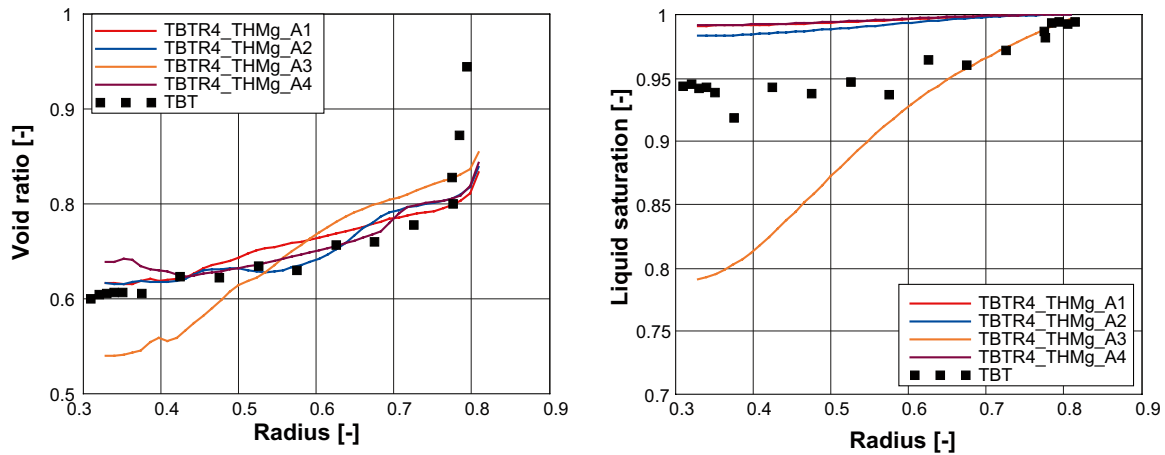 1
0.9
0.8
0.6
0.5
Void ratio [-]
TBTR4_THMg_A1
TBTR4_THMg_A2
TBTR4_THMg_A3
TBTR4_THMg_A4
TBT
0.3 0.4 0.5 0.6 0.7 0.8 0.9
Radius [-]
1
0.95
0.9
0.85
0.8
0.75
0.7
Liquid saturation [-]
TBTR4_THMg_A1
TBTR4_THMg_A2
TBTR4_THMg_A3
TBTR4_THMg_A4
TBT
0.3 0.4 0.5 0.6 0.7 0.8 0.9
Radius [-]